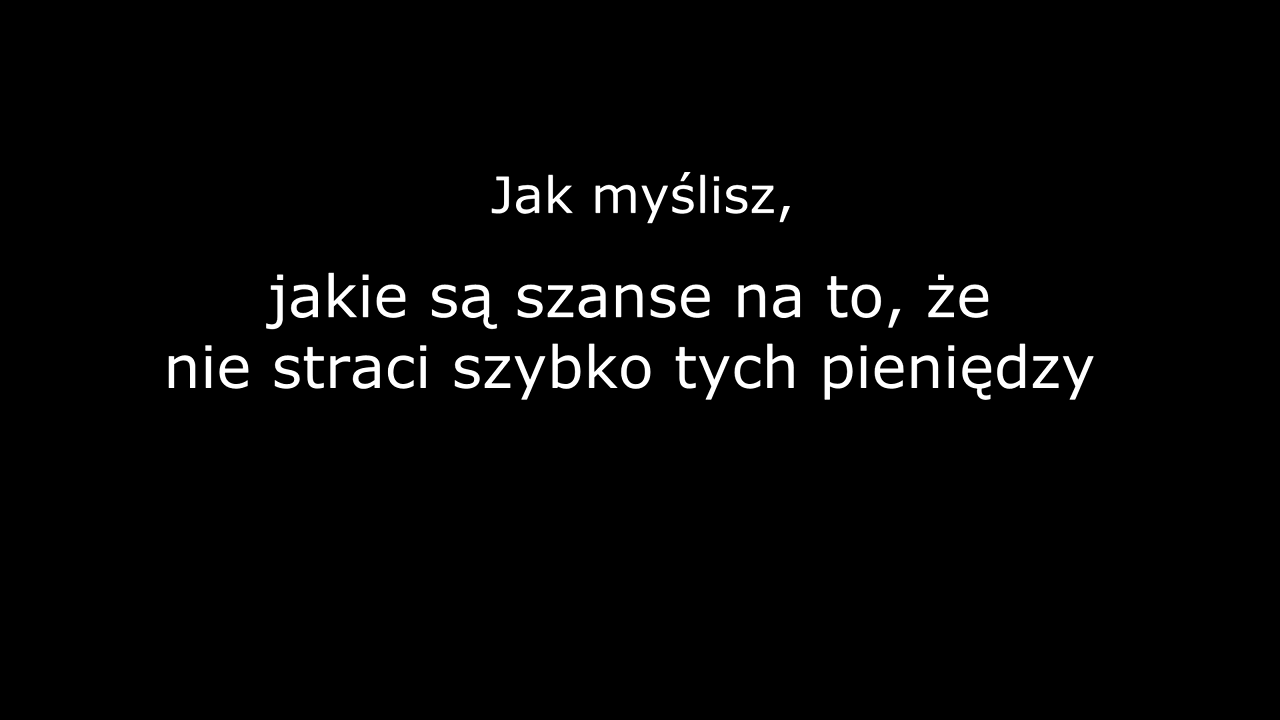 Jak myślisz,
jakie są szanse na to, że
nie straci szybko tych pieniędzy